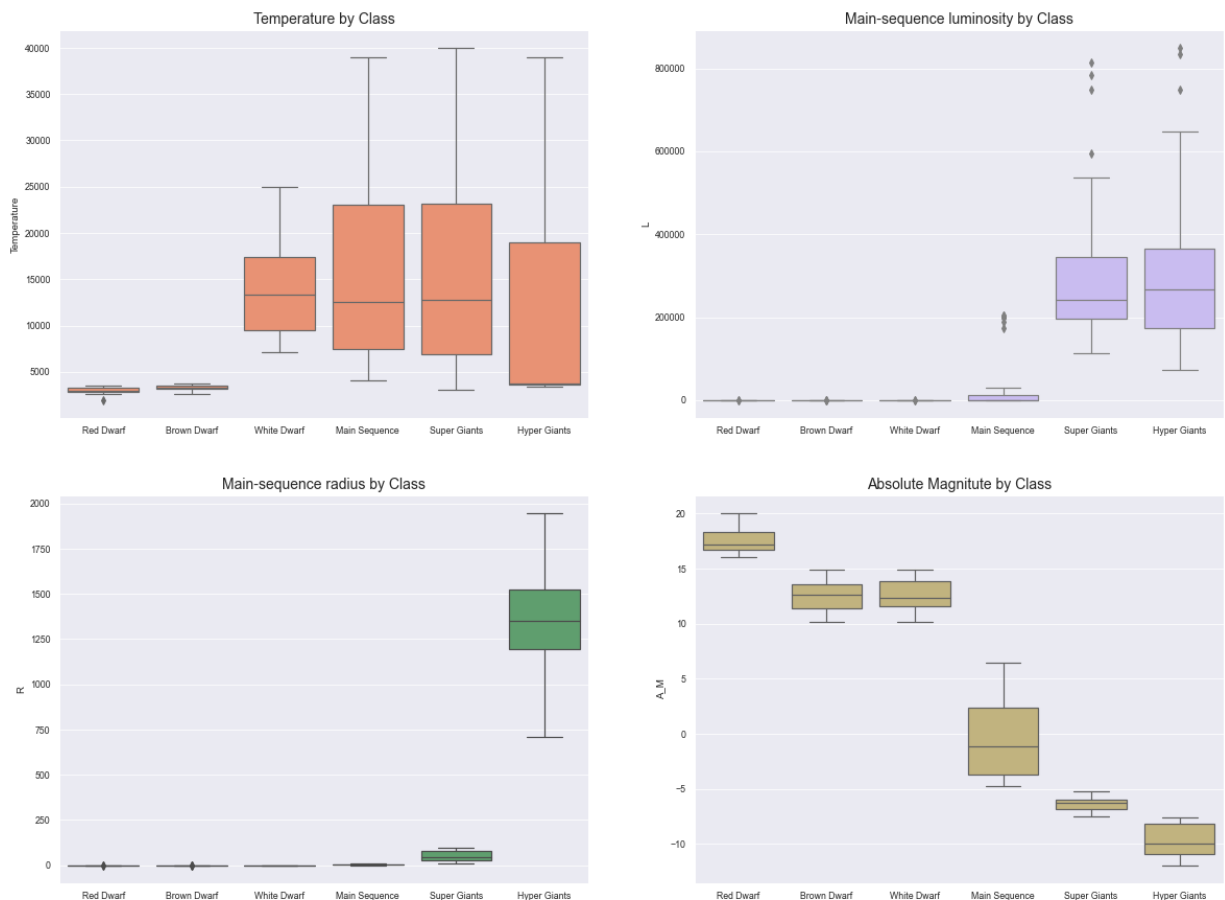 Temperature by Class
40000
35000
30000
25000
20000
15000
10000
5000
Temperature
Red Dwarf Brown Dwarf White Dwarf Main Sequence Super Giants Hyper Giants
Main-sequence luminosity by Class
800000
600000
400000
200000
0
L
Red Dwarf Brown Dwarf White Dwarf Main Sequence Super Giants Hyper Giants
Main-sequence radius by Class
2000
1750
1500
1250
1000
750
500
250
0
R
Red Dwarf Brown Dwarf White Dwarf Main Sequence Super Giants Hyper Giants
Absolute Magnitute by Class
20
15
10
5
0
−5
−10
A_M
Red Dwarf Brown Dwarf White Dwarf Main Sequence Super Giants Hyper Giants